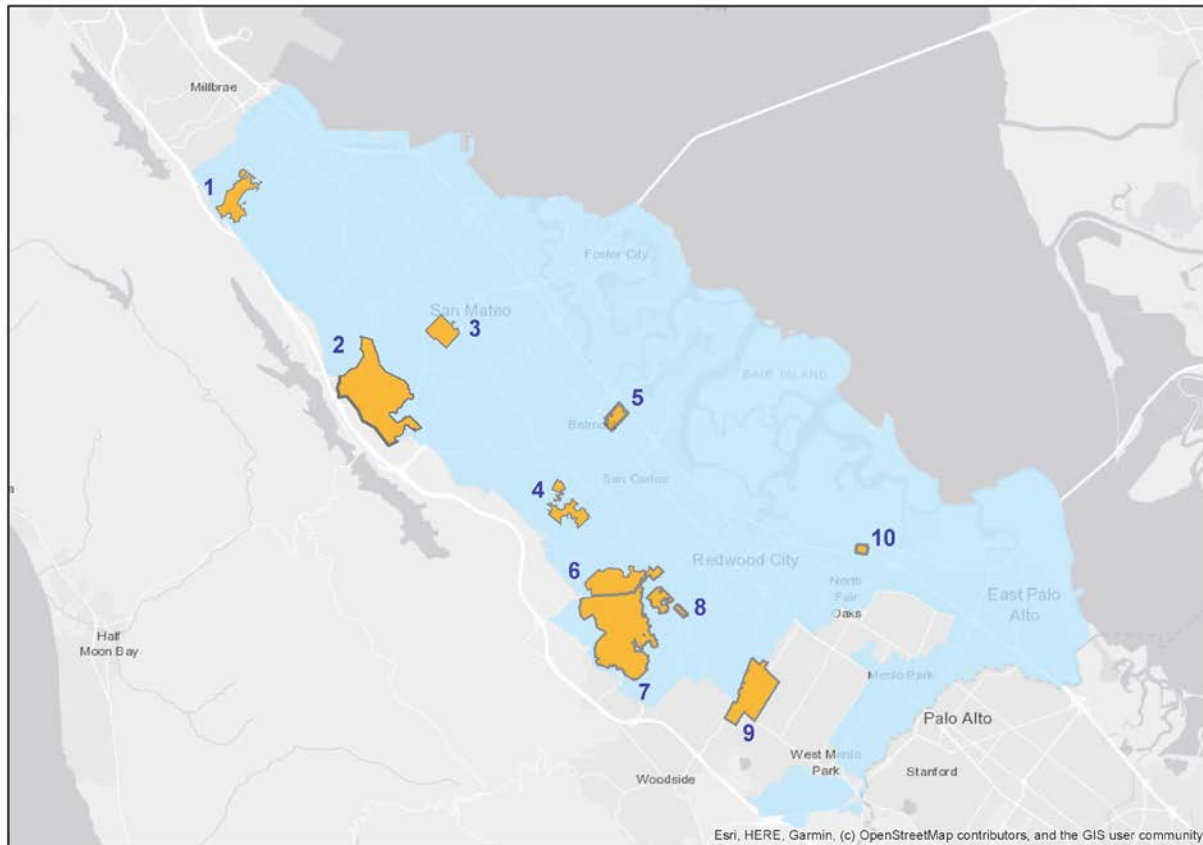 Millbrae
1
Foster City
San Mateo
3
2
BAIR ISLAND
5
Belmont
San Carlos
4
10
Redwood City
6
North
Fair
Oaks
East Palo
Alto
8
Half
Moon Bay
7
Menlo Park
Palo Alto
9
West Menlo
Park
Stanford
Woodside
Esri, HERE, Garmin, (c) OpenStreetMap contributors, and the GIS user community